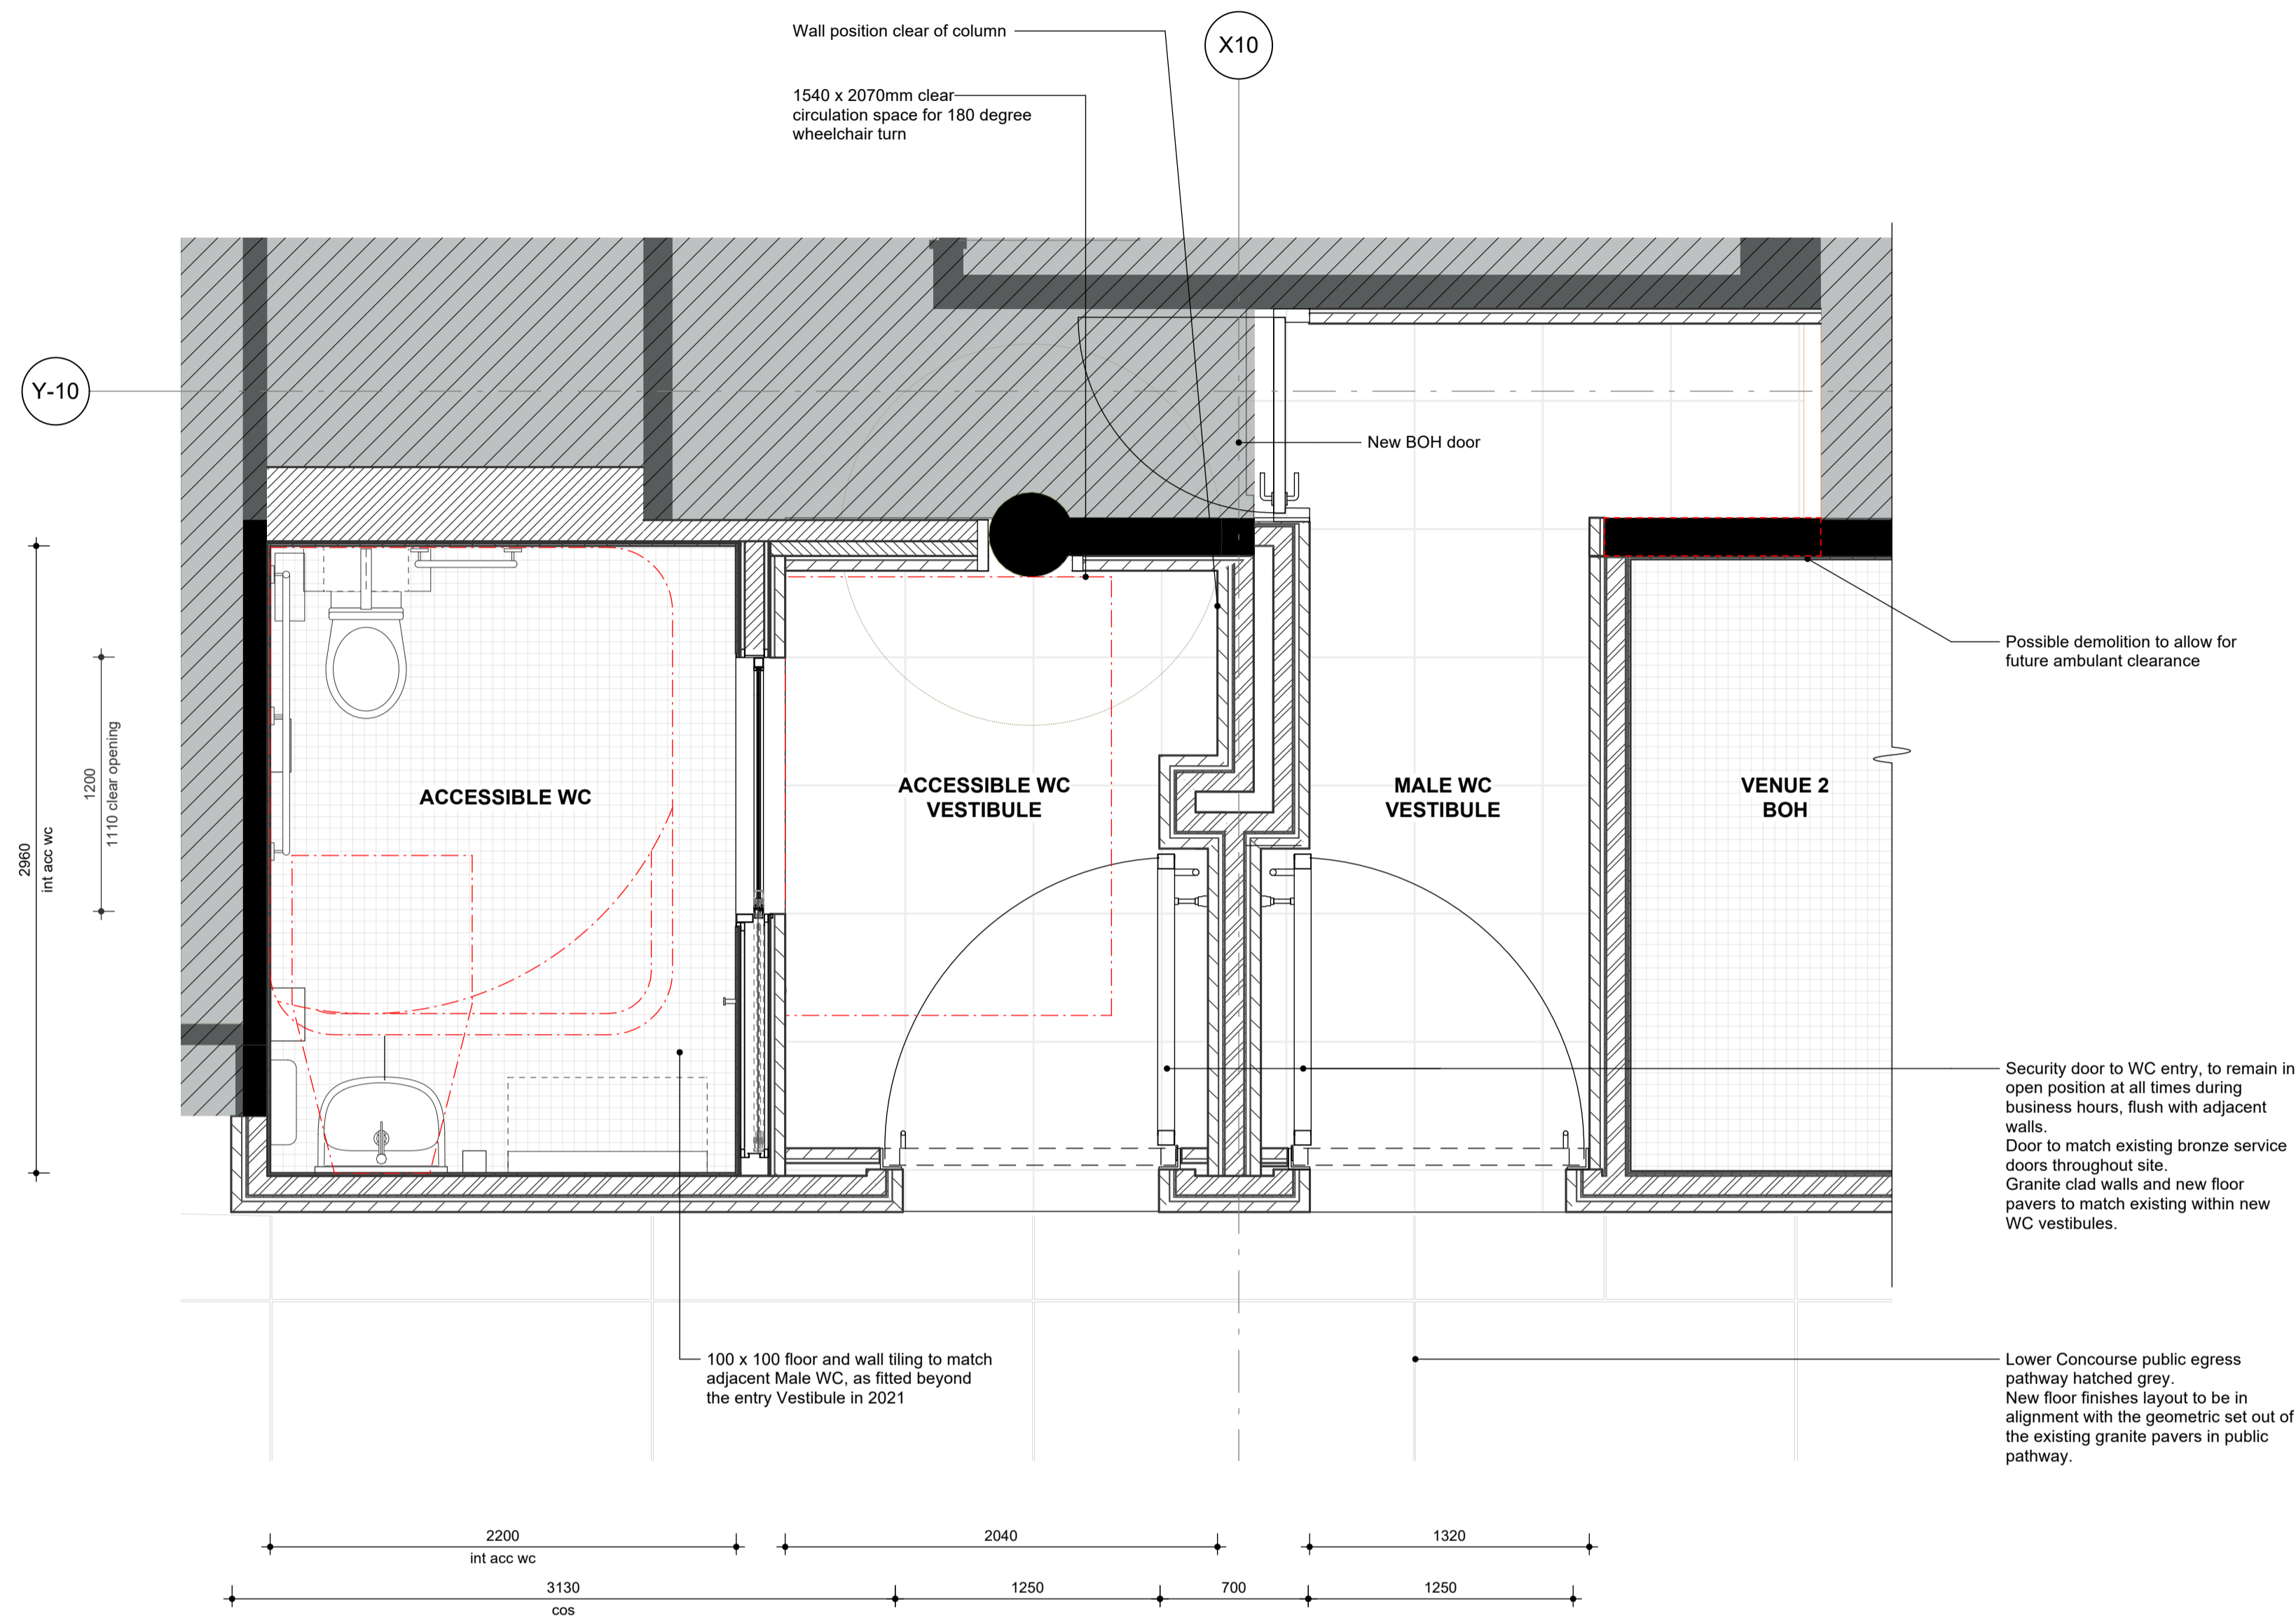 Wall position clear of column
X10
1540 x 2070mm clear
circulation space for 180 degree
wheelchair turn
Y-10
New BOH door
Possible demolition to allow for
future ambulant clearance
2960
int acc wc
1200
1110 clear opening
ACCESSIBLE WC
ACCESSIBLE WC
VESTIBULE
MALE WC
VESTIBULE
VENUE 2
BOH
Security door to WC entry, to remain in
open position at all times during
business hours, flush with adjacent
walls.
Door to match existing bronze service
doors throughout site.
Granite clad walls and new floor
pavers to match existing within new
WC vestibules.
100 x 100 floor and wall tiling to match
adjacent Male WC, as fitted beyond
the entry Vestibule in 2021
Lower Concourse public egress
pathway hatched grey.
New floor finishes layout to be in
alignment with the geometric set out of
the existing granite pavers in public
pathway.
2200
int acc wc
2040
1320
3130
cos
1250
700
1250